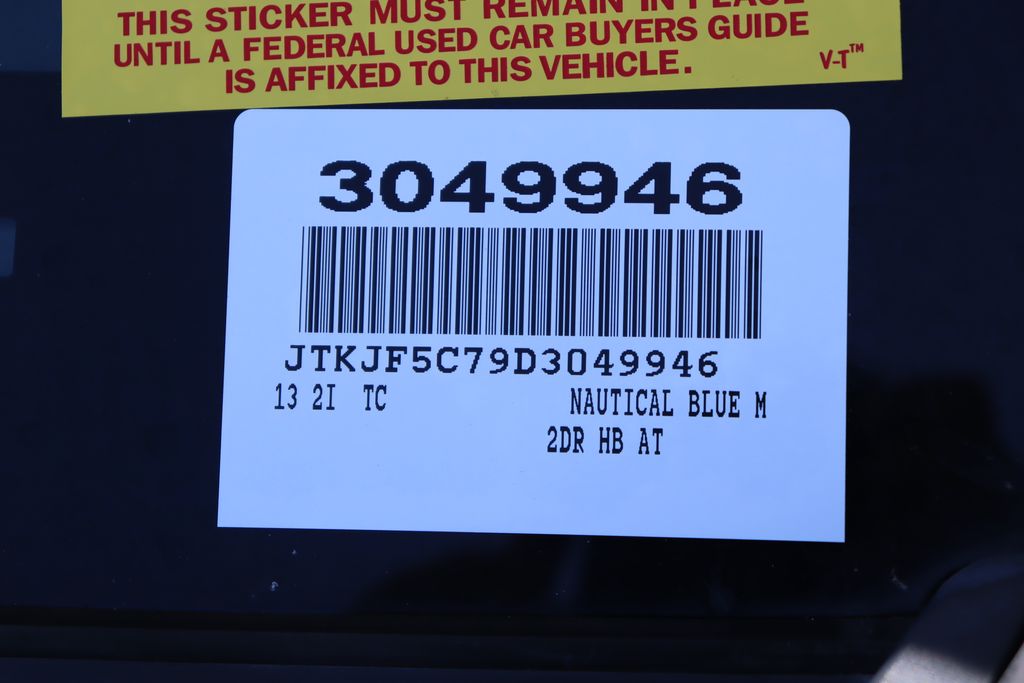 THIS STICKER MUST REMAIN IN PLACE
UNTIL A FEDERAL USED CAR BUYERS GUIDE
IS AFFIXED TO THIS VEHICLE.
V-T™
3049946
JTKJF5C79D3049946
13 2I TC NAUTICAL BLUE M
2DR HB AT